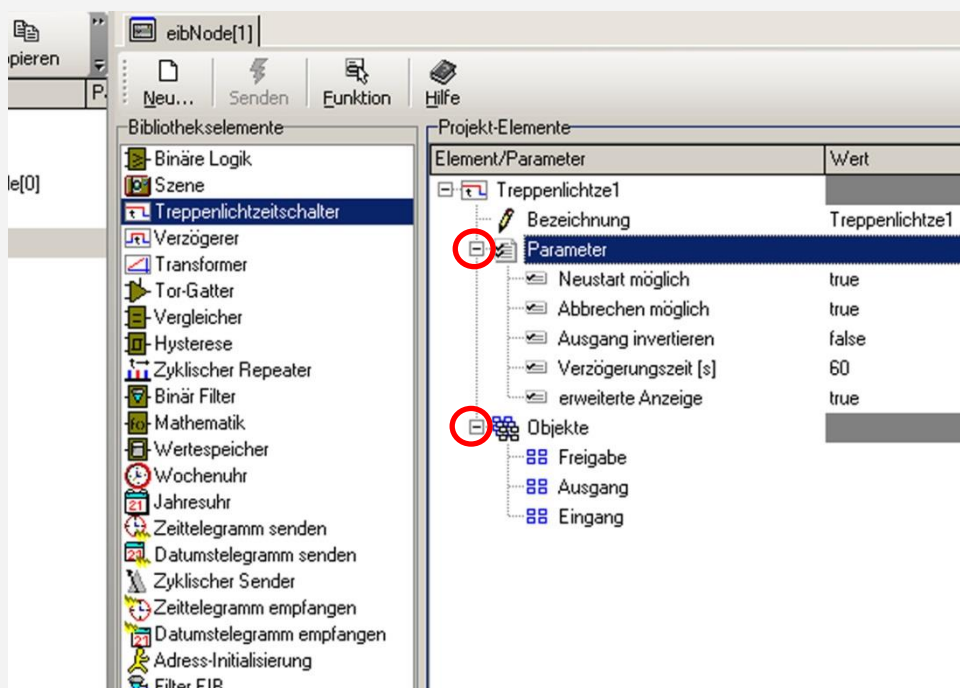 eibNode[1]
opieren
Neu... Senden Funktion Hilfe
P
Bibliothekselemente
Projekt-Elemente
Element/Parameter Wert
le[0]
Binäre Logik
Szene
Treppenlichtzeitschalter
Verzögerer
Transformer
Tor-Gatter
Vergleicher
Hysterese
Zyklischer Repeater
Binär Filter
Mathematik
Wertespeicher
Wochenuhr
Jahresuhr
Zeittelegramm senden
Datumstelegramm senden
Zyklischer Sender
Zeittelegramm empfangen
Datumstelegramm empfangen
Adress-Initialisierung
Filter EIB
Treppenlichtze1
Bezeichnung Treppenlichtze1
Parameter
Neustart möglich true
Abbrechen möglich true
Ausgang invertieren false
Verzögerungszeit [s] 60
erweiterte Anzeige true
Objekte
Freigabe
Ausgang
Eingang